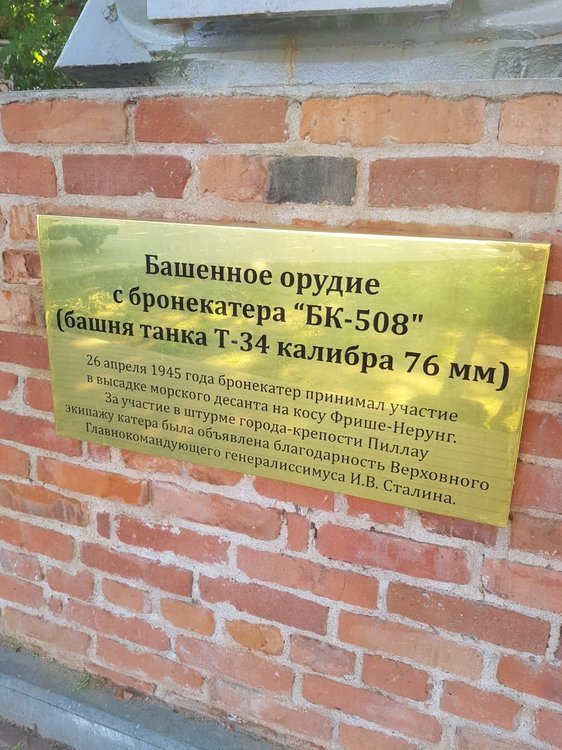 Башенное орудие
с бронекатера “БК-508"
(башня танка Т-34 калибра 76 мм)
26 апреля 1945 года бронекатер принимал участие
в высадке морского десанта на косу Фрише-Нерунг.
За участие в штурме города-крепости Пиллау
экипажу катера была объявлена благодарность Верховного
Главнокомандующего генералиссимуса И.В. Сталина.